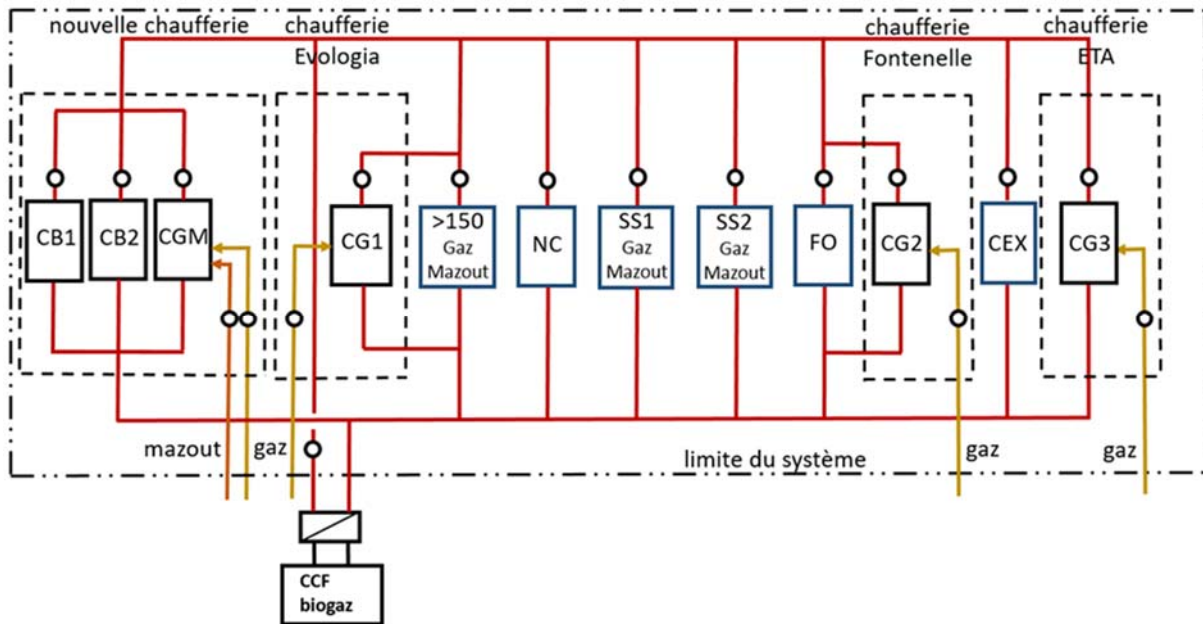 nouvelle chaufferie
chaufferie
Evologia
chaufferie
Fontenelle
chaufferie
ETA
CB1
CB2
CGM
CG1
>150
Gaz
Mazout
NC
SS1
Gaz
Mazout
SS2
Gaz
Mazout
FO
CG2
CEX
CG3
mazout
gaz
limite du système
gaz
gaz
CCF
biogaz